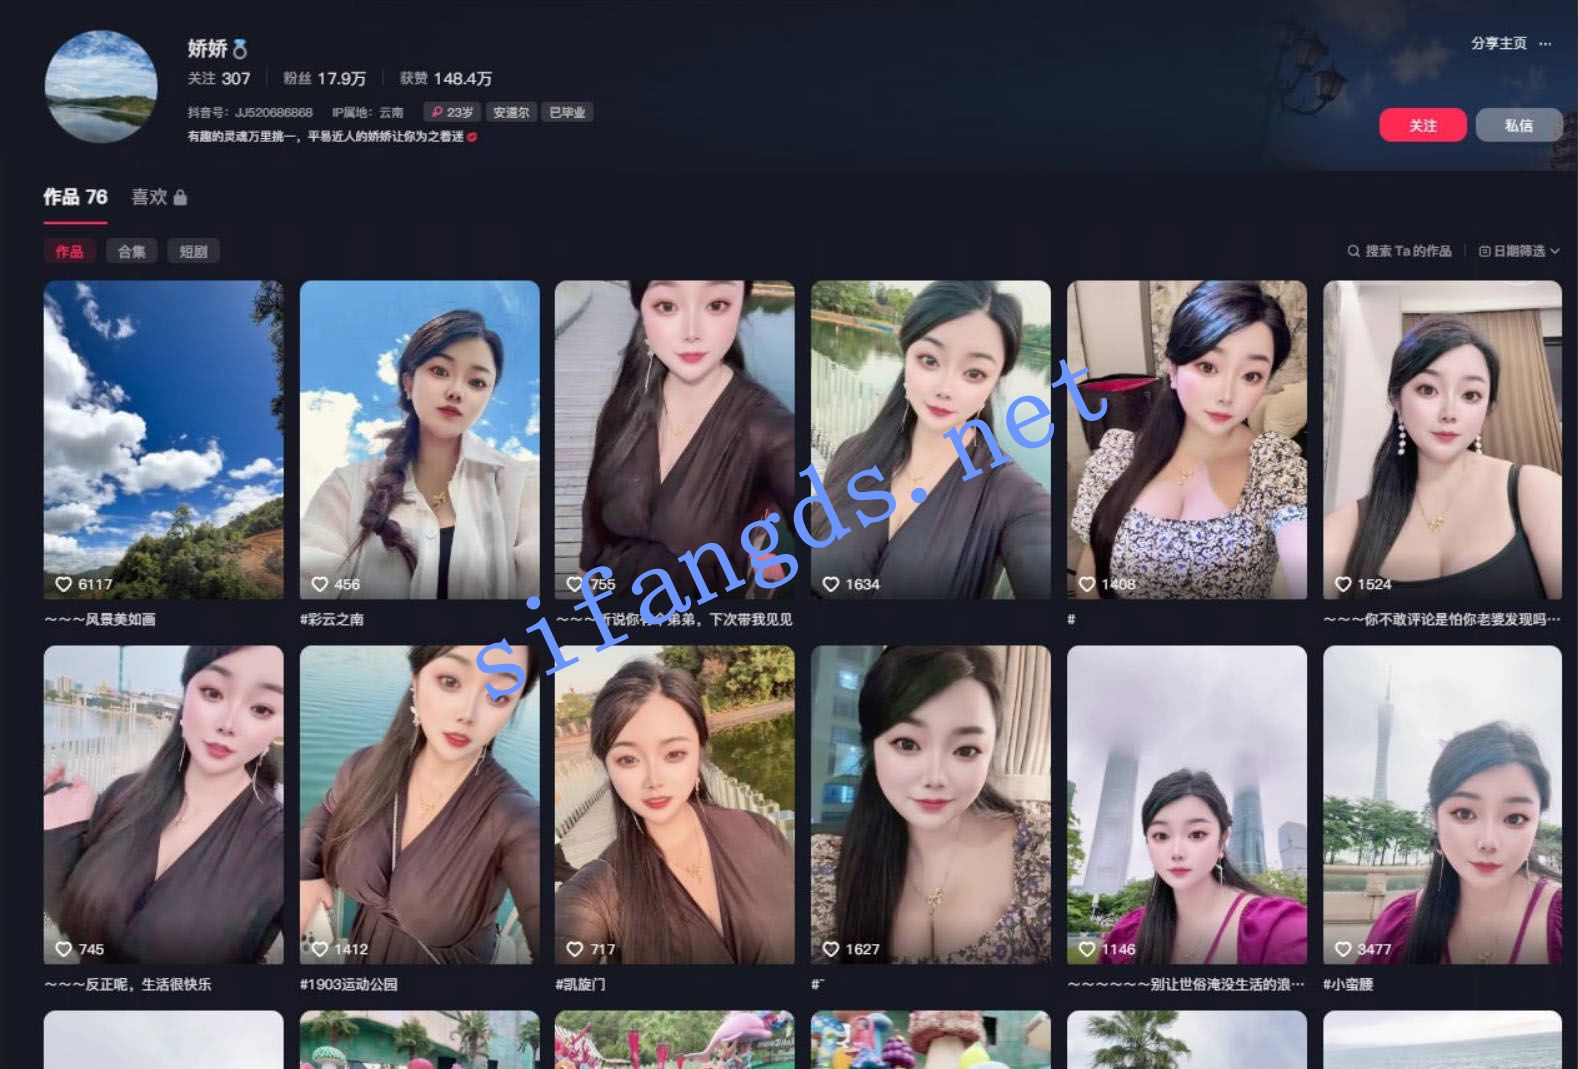 娇娇
分享主页 ···
关注 307 粉丝 17.9万 获赞 148.4万
抖音号: JJ520686868 IP属地: 云南 23岁 安道尔 已毕业
有趣的灵魂万里挑一，平易近人的娇娇让你为之着迷
关注 私信
作品 76 喜欢
作品 合集 短剧
搜索 Ta 的作品 日期筛选
6117 456 755 1634 1408 1524
～～～风景美如画
#彩云之南
～～～听说你有个弟弟，下次带我见见
#
～～～你不敢评论是怕你老婆发现吗···
sifangds.net
745 1412 717 1627 1146 3477
～～～反正呢，生活很快乐
#1903运动公园
#凯旋门
#~
～～～～～～别让世俗淹没生活的浪···
#小蛮腰